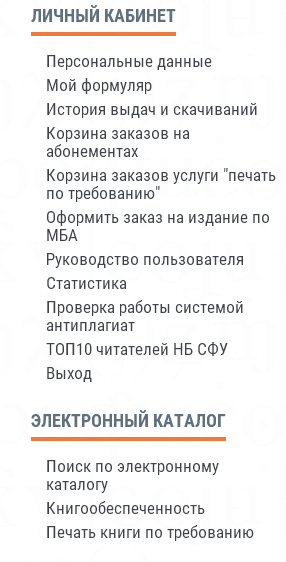 ЛИЧНЫЙ КАБИНЕТ
Персональные данные
Мой формуляр
История выдач и скачиваний
Корзина заказов на
абонементах
Корзина заказов услуги "печать
по требованию"
Оформить заказ на издание по
МБА
Руководство пользователя
Статистика
Проверка работы системой
антиплагиат
ТОП10 читателей НБ СФУ
Выход
ЭЛЕКТРОННЫЙ КАТАЛОГ
Поиск по электронному
каталогу
Книгообеспеченность
Печать книги по требованию